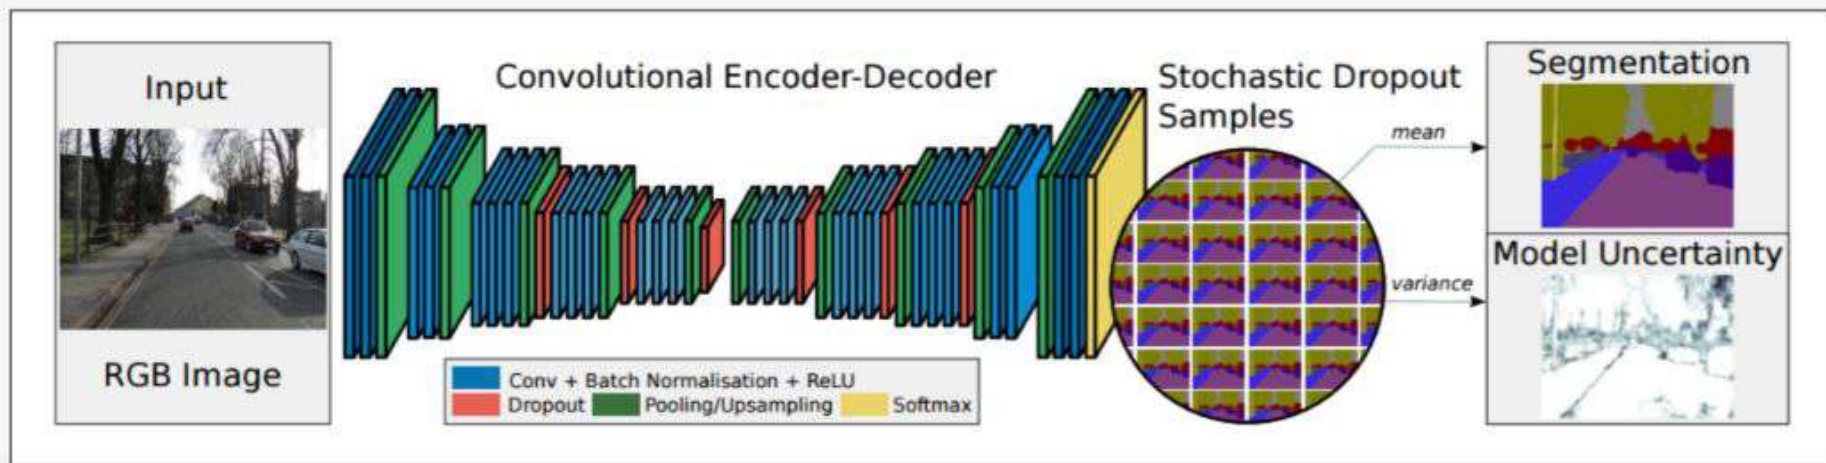 Input
RGB Image
Convolutional Encoder-Decoder
Conv + Batch Normalisation + ReLU
Dropout
Pooling/Upsampling
Softmax
Stochastic Dropout
Samples
mean
variance
Segmentation
Model Uncertainty